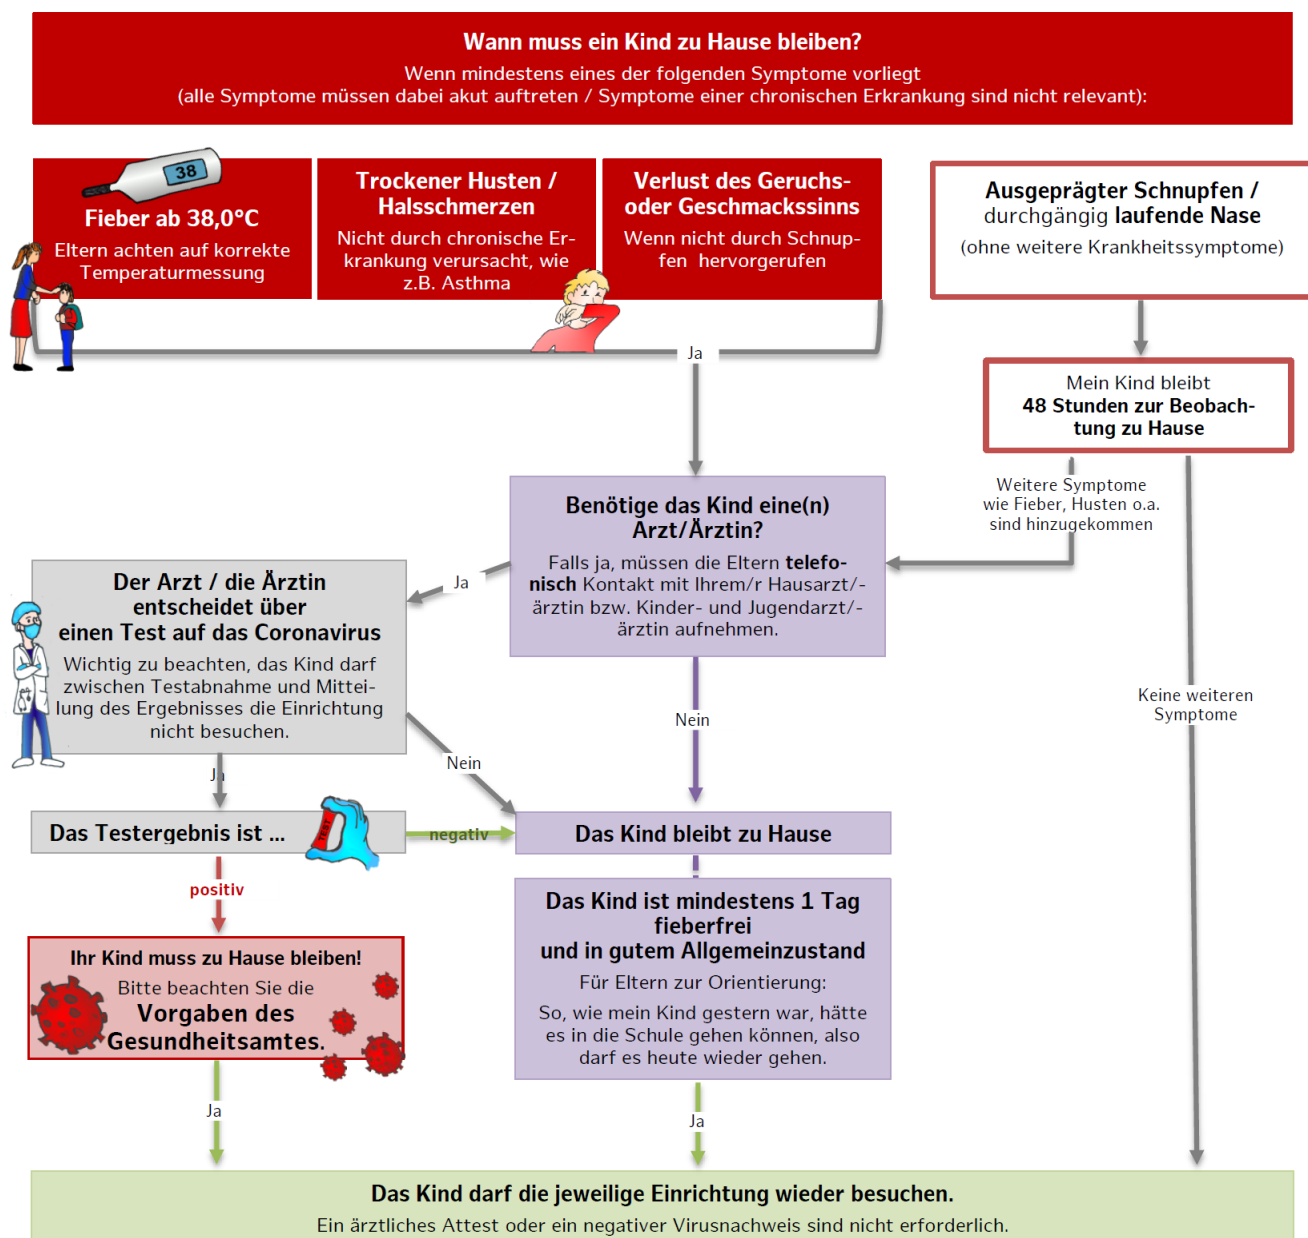 Wann muss ein Kind zu Hause bleiben?
Wenn mindestens eines der folgenden Symptome vorliegt
(alle Symptome müssen dabei akut auftreten / Symptome einer chronischen Erkrankung sind nicht relevant):
38
Fieber ab 38,0°C
Eltern achten auf korrekte
Temperaturmessung
Trockener Husten /
Halsschmerzen
Nicht durch chronische Er-
krankung verursacht, wie
z.B. Asthma
Verlust des Geruchs-
oder Geschmackssinns
Wenn nicht durch Schnup-
fen hervorgerufen
Ausgeprägter Schnupfen /
durchgängig laufende Nase
(ohne weitere Krankheitssymptome)
Ja
Mein Kind bleibt
48 Stunden zur Beobach-
tung zu Hause
Weitere Symptome
wie Fieber, Husten o.a.
sind hinzugekommen
Benötige das Kind eine(n)
Arzt/Ärztin?
Falls ja, müssen die Eltern telefo-
nisch Kontakt mit Ihrem/r Hausarzt/-
ärztin bzw. Kinder- und Jugendarzt/-
ärztin aufnehmen.
Ja
Der Arzt / die Ärztin
entscheidet über
einen Test auf das Coronavirus
Wichtig zu beachten, das Kind darf
zwischen Testabnahme und Mittei-
lung des Ergebnisses die Einrichtung
nicht besuchen.
Nein
Keine weiteren
Symptome
Nein
Ja
Das Testergebnis ist ...
TEST
negativ
Das Kind bleibt zu Hause
positiv
Das Kind ist mindestens 1 Tag
fieberfrei
und in gutem Allgemeinzustand
Für Eltern zur Orientierung:
So, wie mein Kind gestern war, hätte
es in die Schule gehen können, also
darf es heute wieder gehen.
Ihr Kind muss zu Hause bleiben!
Bitte beachten Sie die
Vorgaben des
Gesundheitsamtes.
Ja
Ja
Das Kind darf die jeweilige Einrichtung wieder besuchen.
Ein ärztliches Attest oder ein negativer Virusnachweis sind nicht erforderlich.